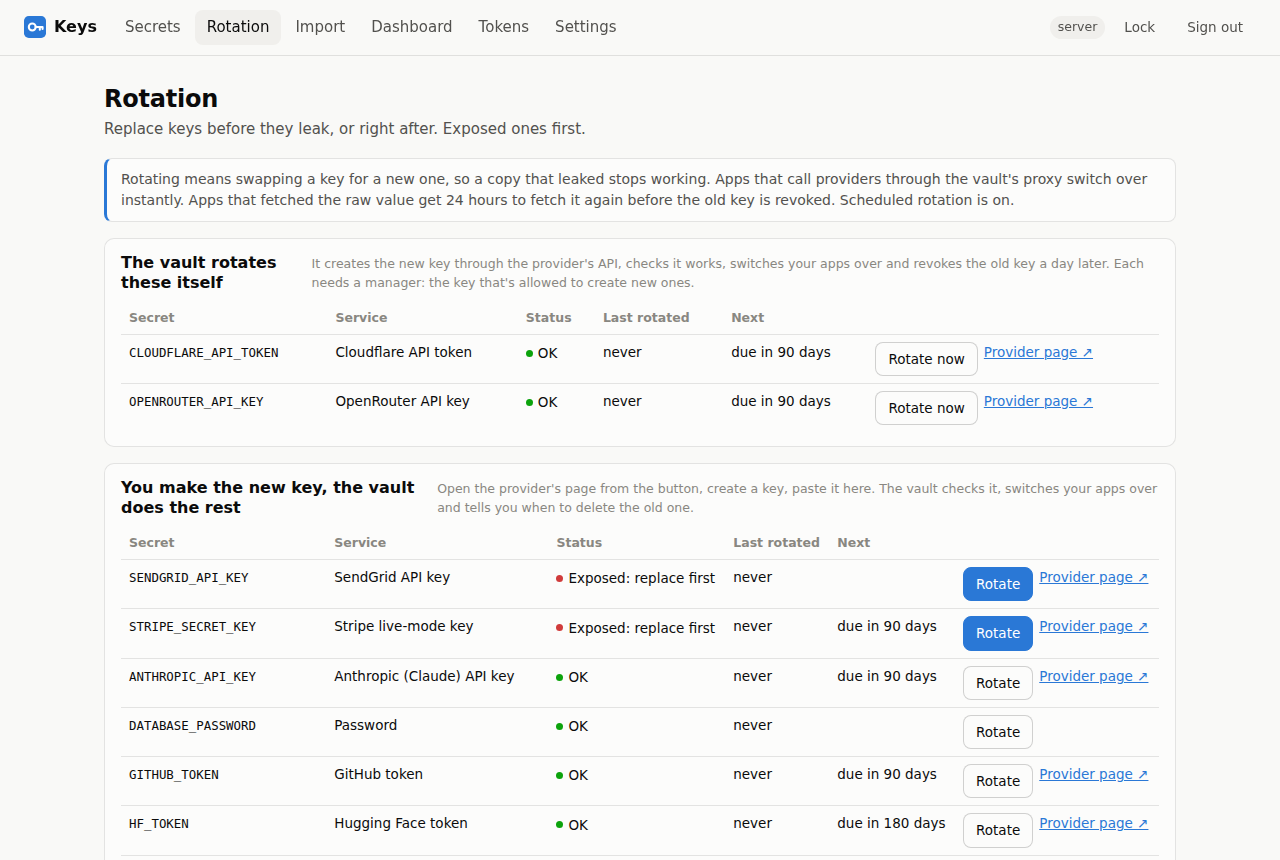 Keys Secrets Rotation Import Dashboard Tokens Settings server Lock Sign out
Rotation
Replace keys before they leak, or right after. Exposed ones first.
Rotating means swapping a key for a new one, so a copy that leaked stops working. Apps that call providers through the vault's proxy switch over
instantly. Apps that fetched the raw value get 24 hours to fetch it again before the old key is revoked. Scheduled rotation is on.
The vault rotates
these itself
It creates the new key through the provider's API, checks it works, switches your apps over and revokes the old key a day later. Each
needs a manager: the key that's allowed to create new ones.
Secret Service Status Last rotated Next
CLOUDFLARE_API_TOKEN Cloudflare API token OK never due in 90 days Rotate now Provider page ↗
OPENROUTER_API_KEY OpenRouter API key OK never due in 90 days Rotate now Provider page ↗
You make the new key, the vault
does the rest
Open the provider's page from the button, create a key, paste it here. The vault checks it, switches your apps over
and tells you when to delete the old one.
Secret Service Status Last rotated Next
SENDGRID_API_KEY SendGrid API key Exposed: replace first never Rotate Provider page ↗
STRIPE_SECRET_KEY Stripe live-mode key Exposed: replace first never due in 90 days Rotate Provider page ↗
ANTHROPIC_API_KEY Anthropic (Claude) API key OK never due in 90 days Rotate Provider page ↗
DATABASE_PASSWORD Password OK never Rotate
GITHUB_TOKEN GitHub token OK never due in 90 days Rotate Provider page ↗
HF_TOKEN Hugging Face token OK never due in 180 days Rotate Provider page ↗